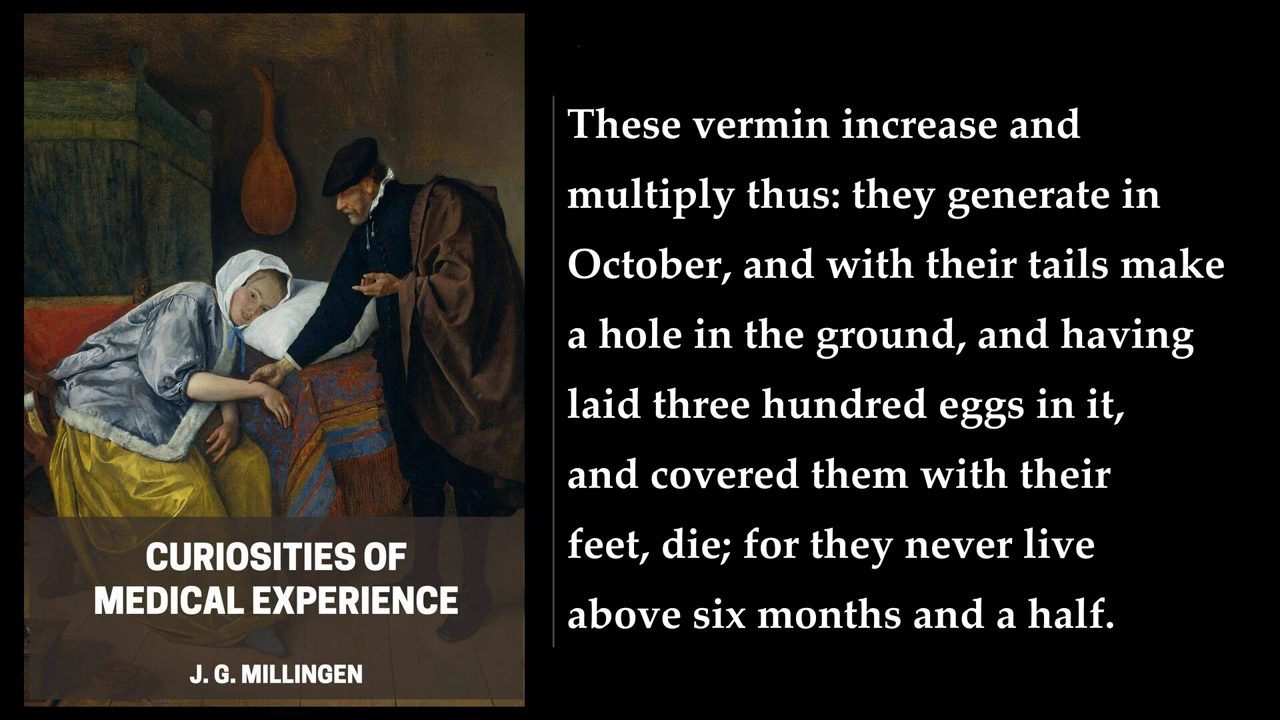 CURIOSITIES OF
MEDICAL EXPERIENCE
J. G. MILLINGEN
These vermin increase and
multiply thus: they generate in
October, and with their tails make
a hole in the ground, and having
laid three hundred eggs in it,
and covered them with their
feet, die; for they never live
above six months and a half.